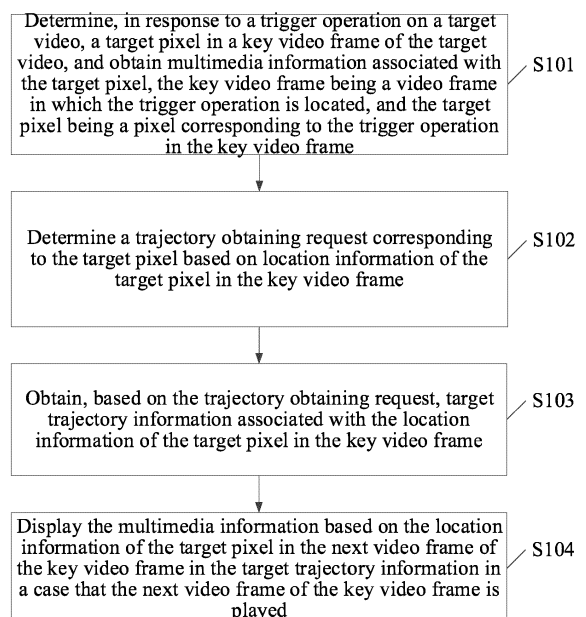 Determine, in response to a trigger operation on a target
video, a target pixel in a key video frame of the target
video, and obtain multimedia information associated with
the target pixel, the key video frame being a video frame
in which the trigger operation is located, and the target
pixel being a pixel corresponding to the trigger operation
in the key video frame
S101
Determine a trajectory obtaining request corresponding
to the target pixel based on location information of the
target pixel in the key video frame
S102
Obtain, based on the trajectory obtaining request, target
trajectory information associated with the location
information of the target pixel in the key video frame
S103
Display the multimedia information based on the location
information of the target pixel in the next video frame of
the key video frame in the target trajectory information in
a case that the next video frame of the key video frame is
played
S104